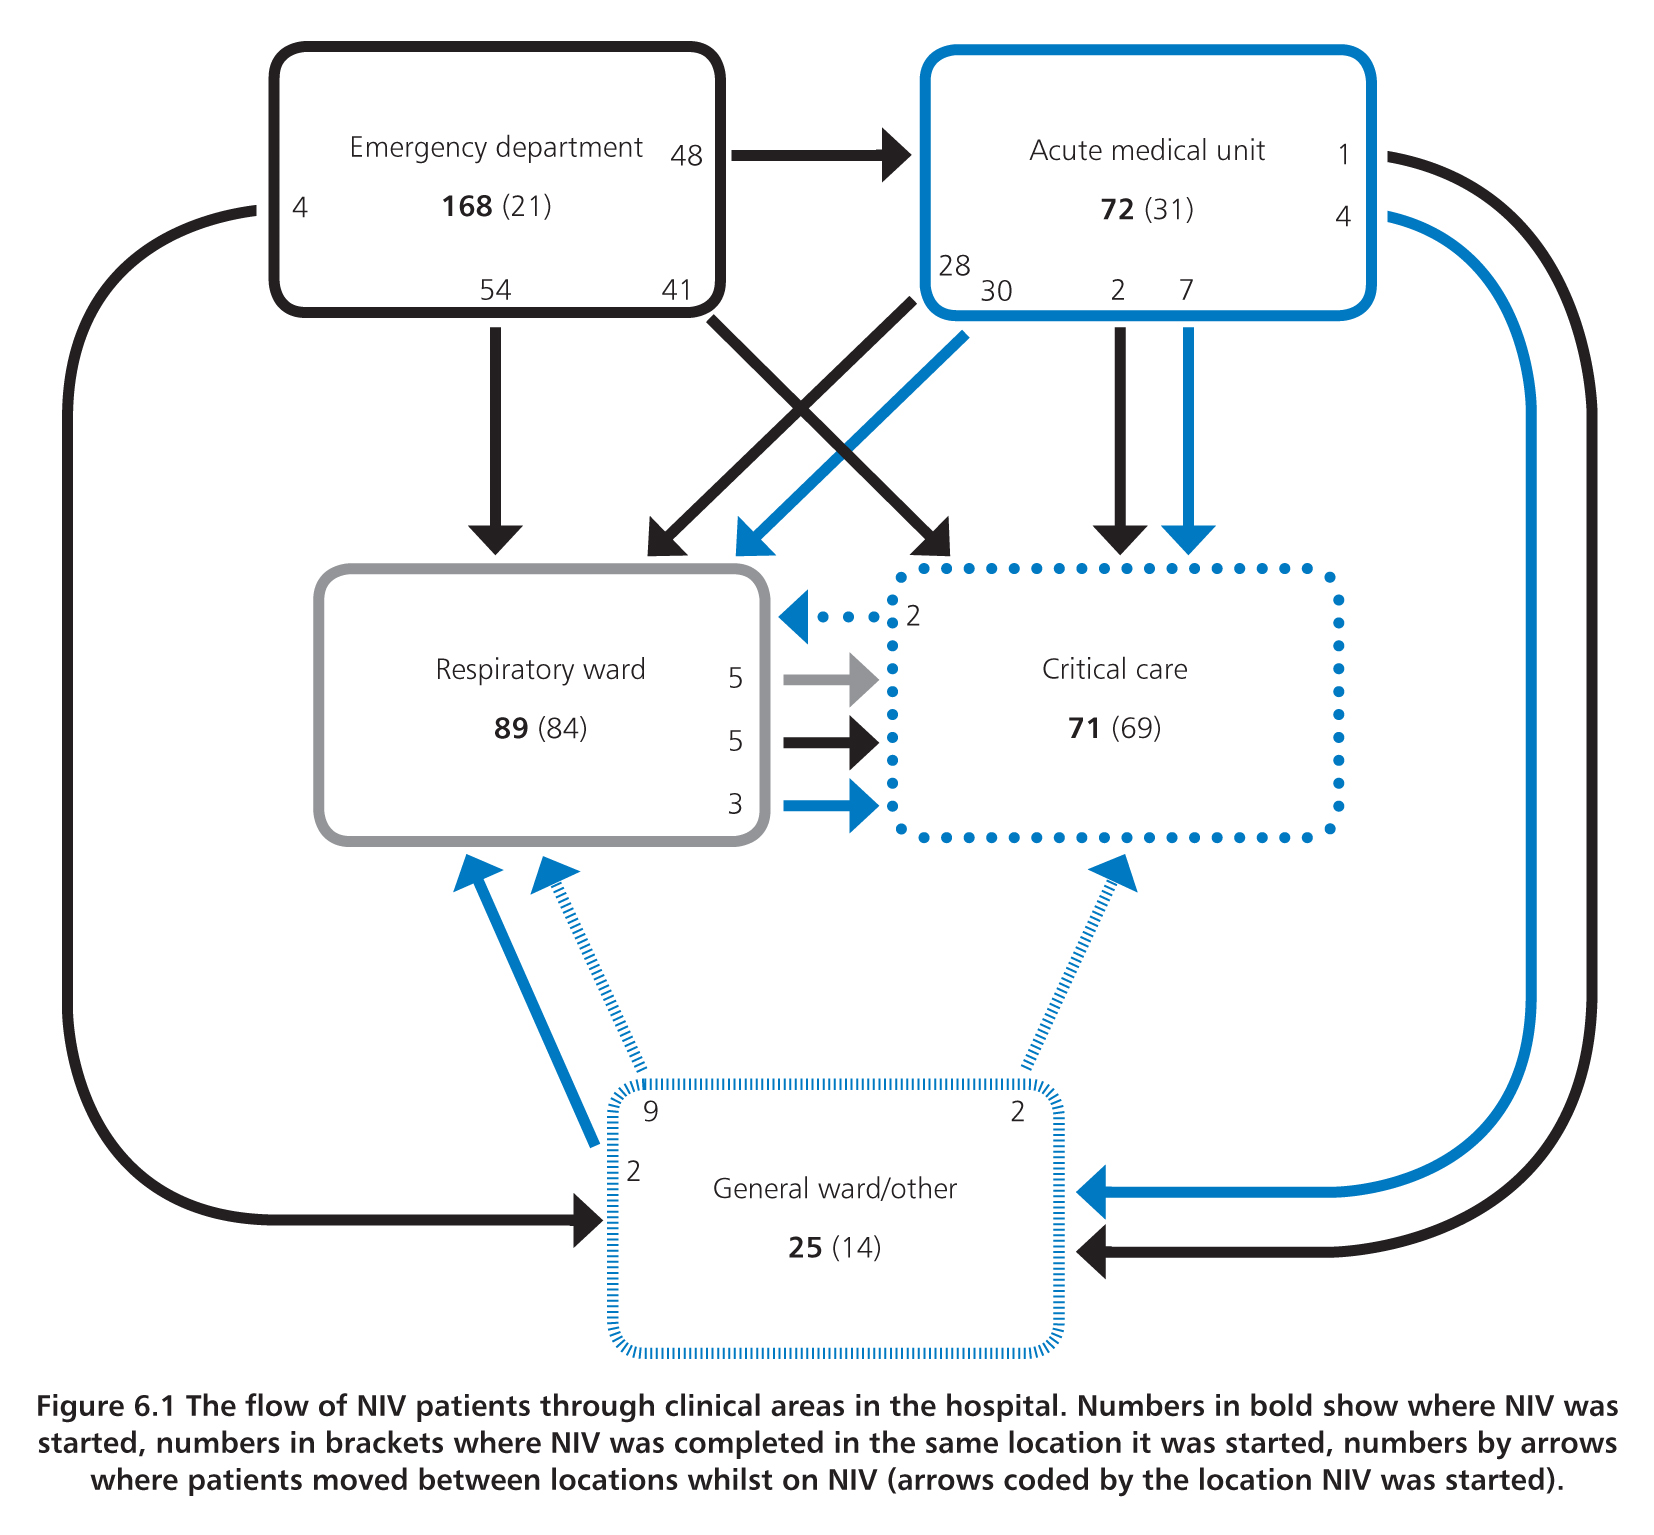 Emergency department
48
168 (21)
4
54
41
Acute medical unit
1
72 (31)
4
28
30
2
7
Respiratory ward
5
89 (84)
5
3
2
Critical care
71 (69)
9
2
2
General ward/other
25 (14)
Figure 6.1 The flow of NIV patients through clinical areas in the hospital. Numbers in bold show where NIV was
started, numbers in brackets where NIV was completed in the same location it was started, numbers by arrows
where patients moved between locations whilst on NIV (arrows coded by the location NIV was started).